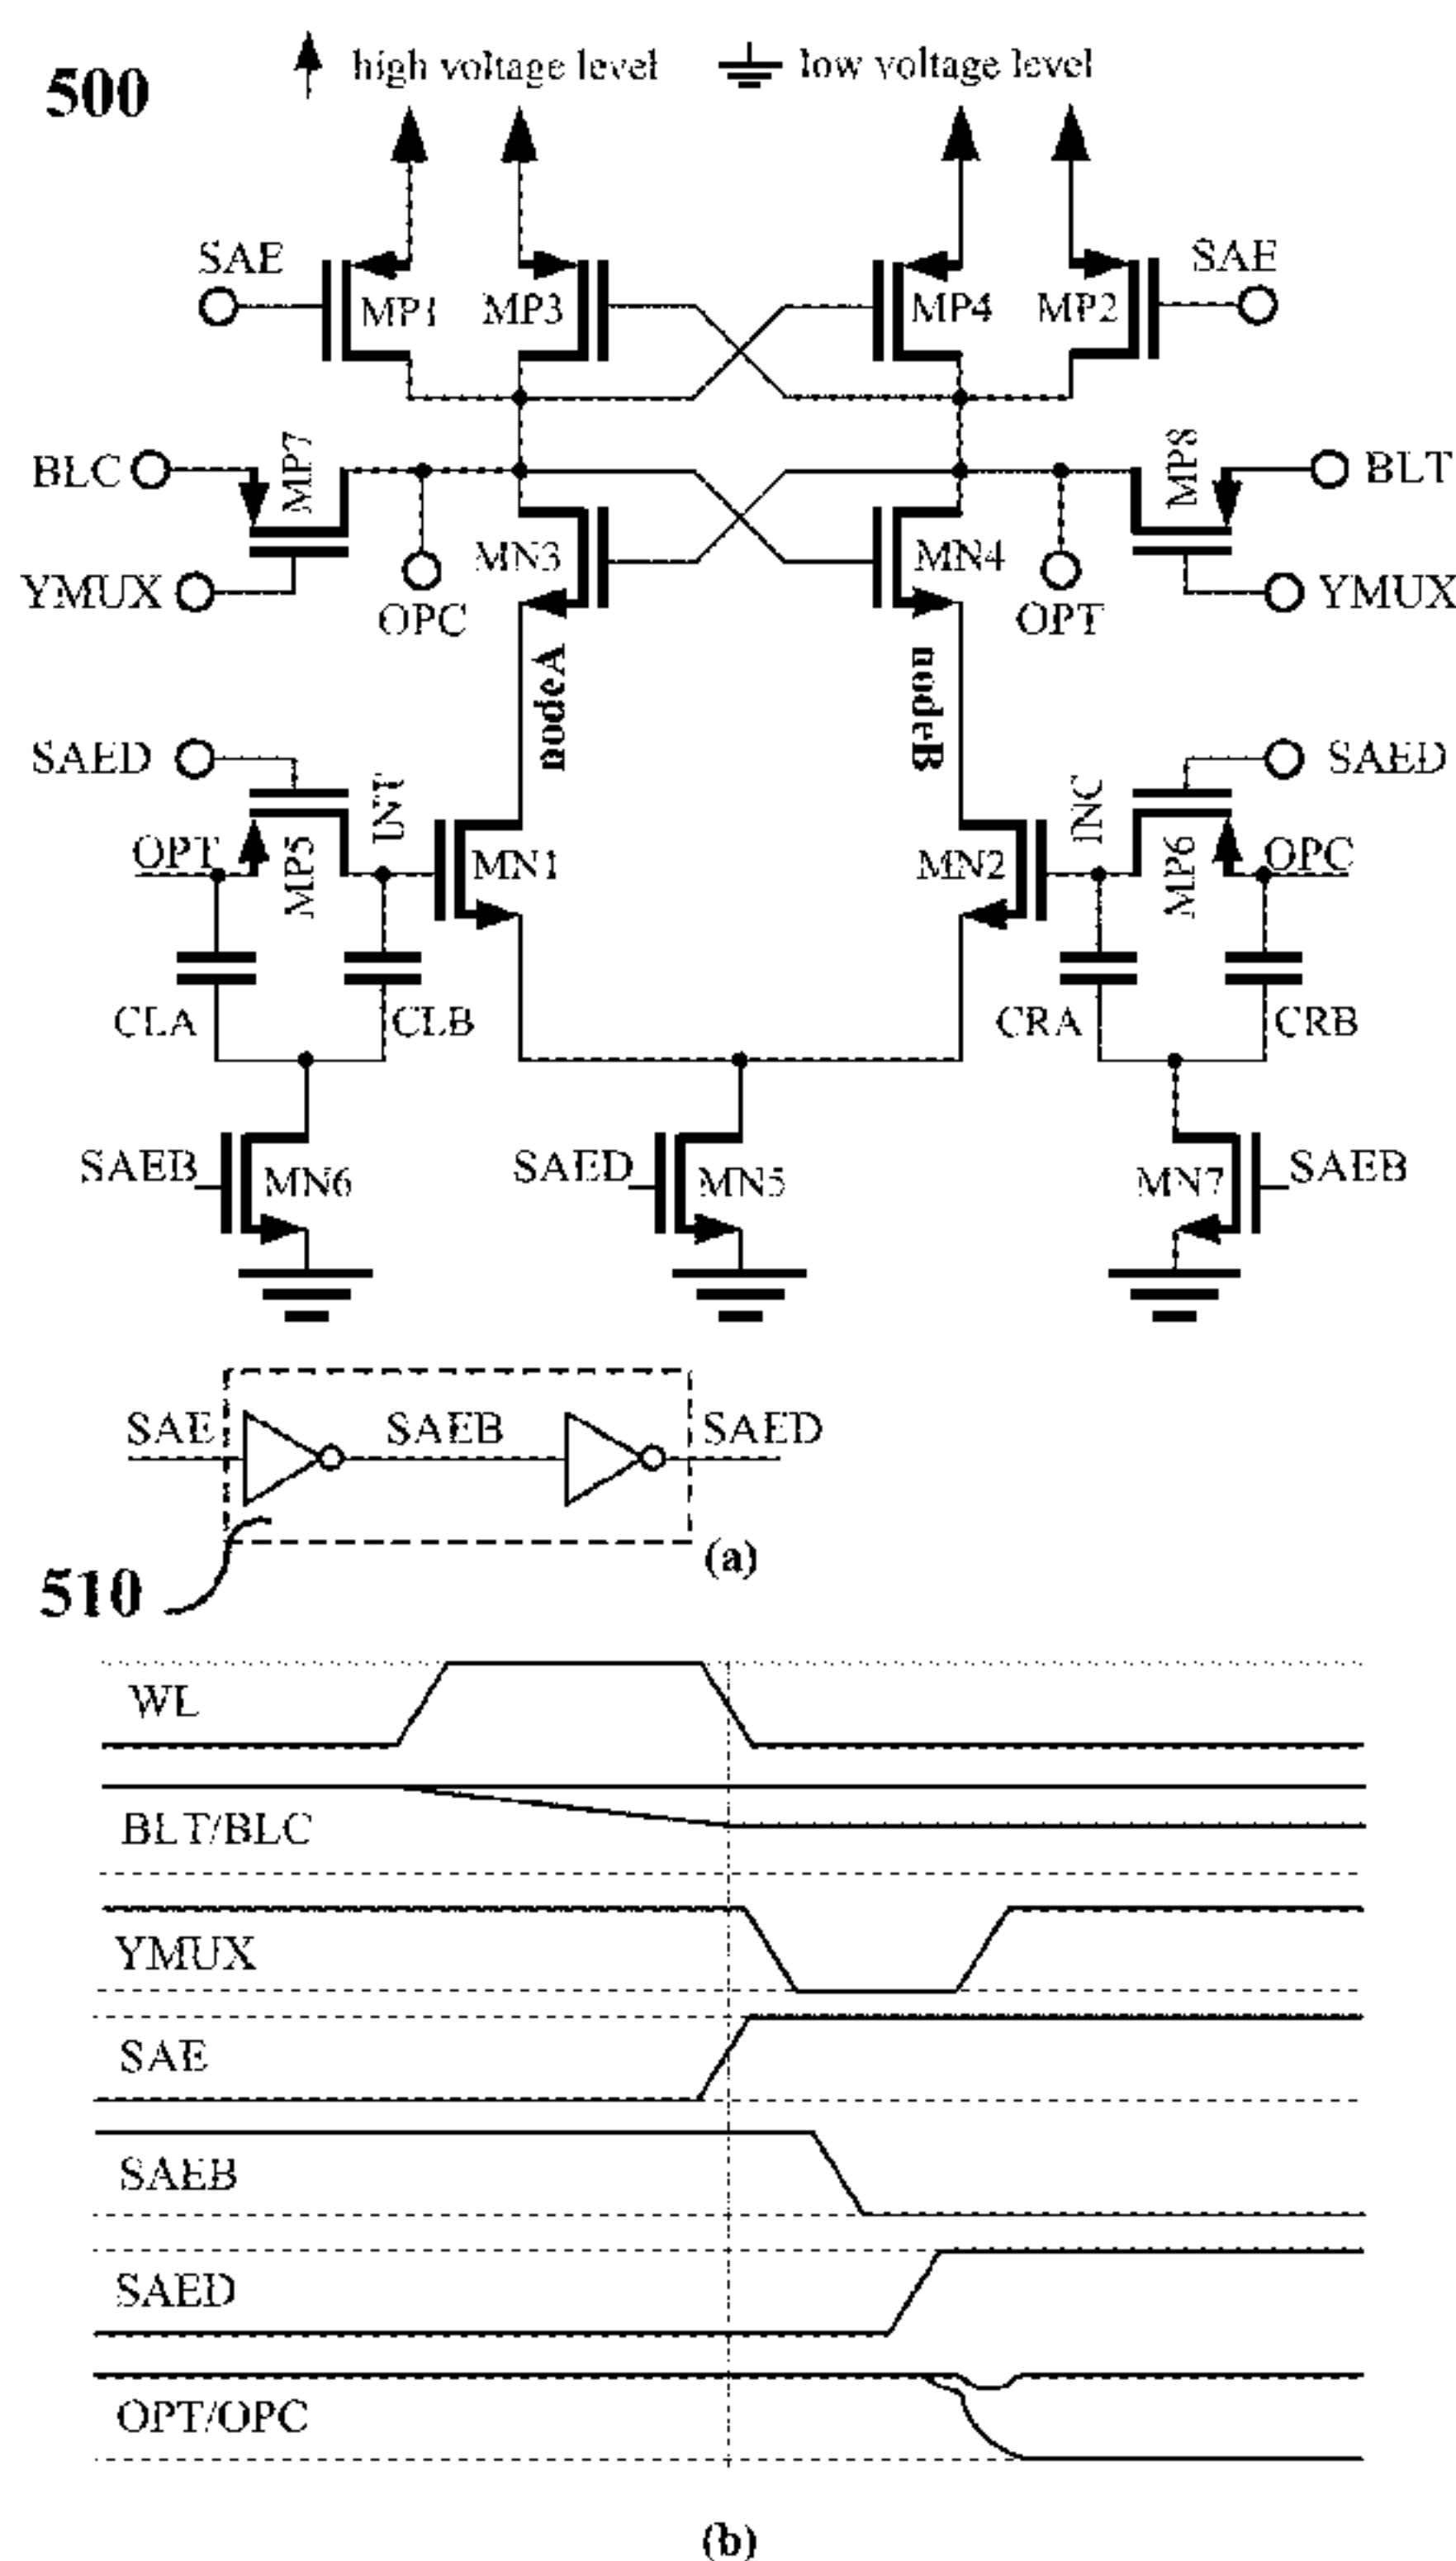 500 high voltage level low voltage level
SAE MP1 MP3 MP4 MP2 SAE
BLC MP7 MP8 BLT
YMUX OPC MN3 MN4 OPT YMUX
nodeA nodeB
SAED INT INC SAED
OPT MP5 MN1 MN2 MP6 OPC
CLA CLB CRA CRB
SAEB MN6 SAED MN5 MN7 SAEB
SAE SAEB SAED
(a)
510
WL
BLT/BLC
YMUX
SAE
SAEB
SAED
OPT/OPC
(b)